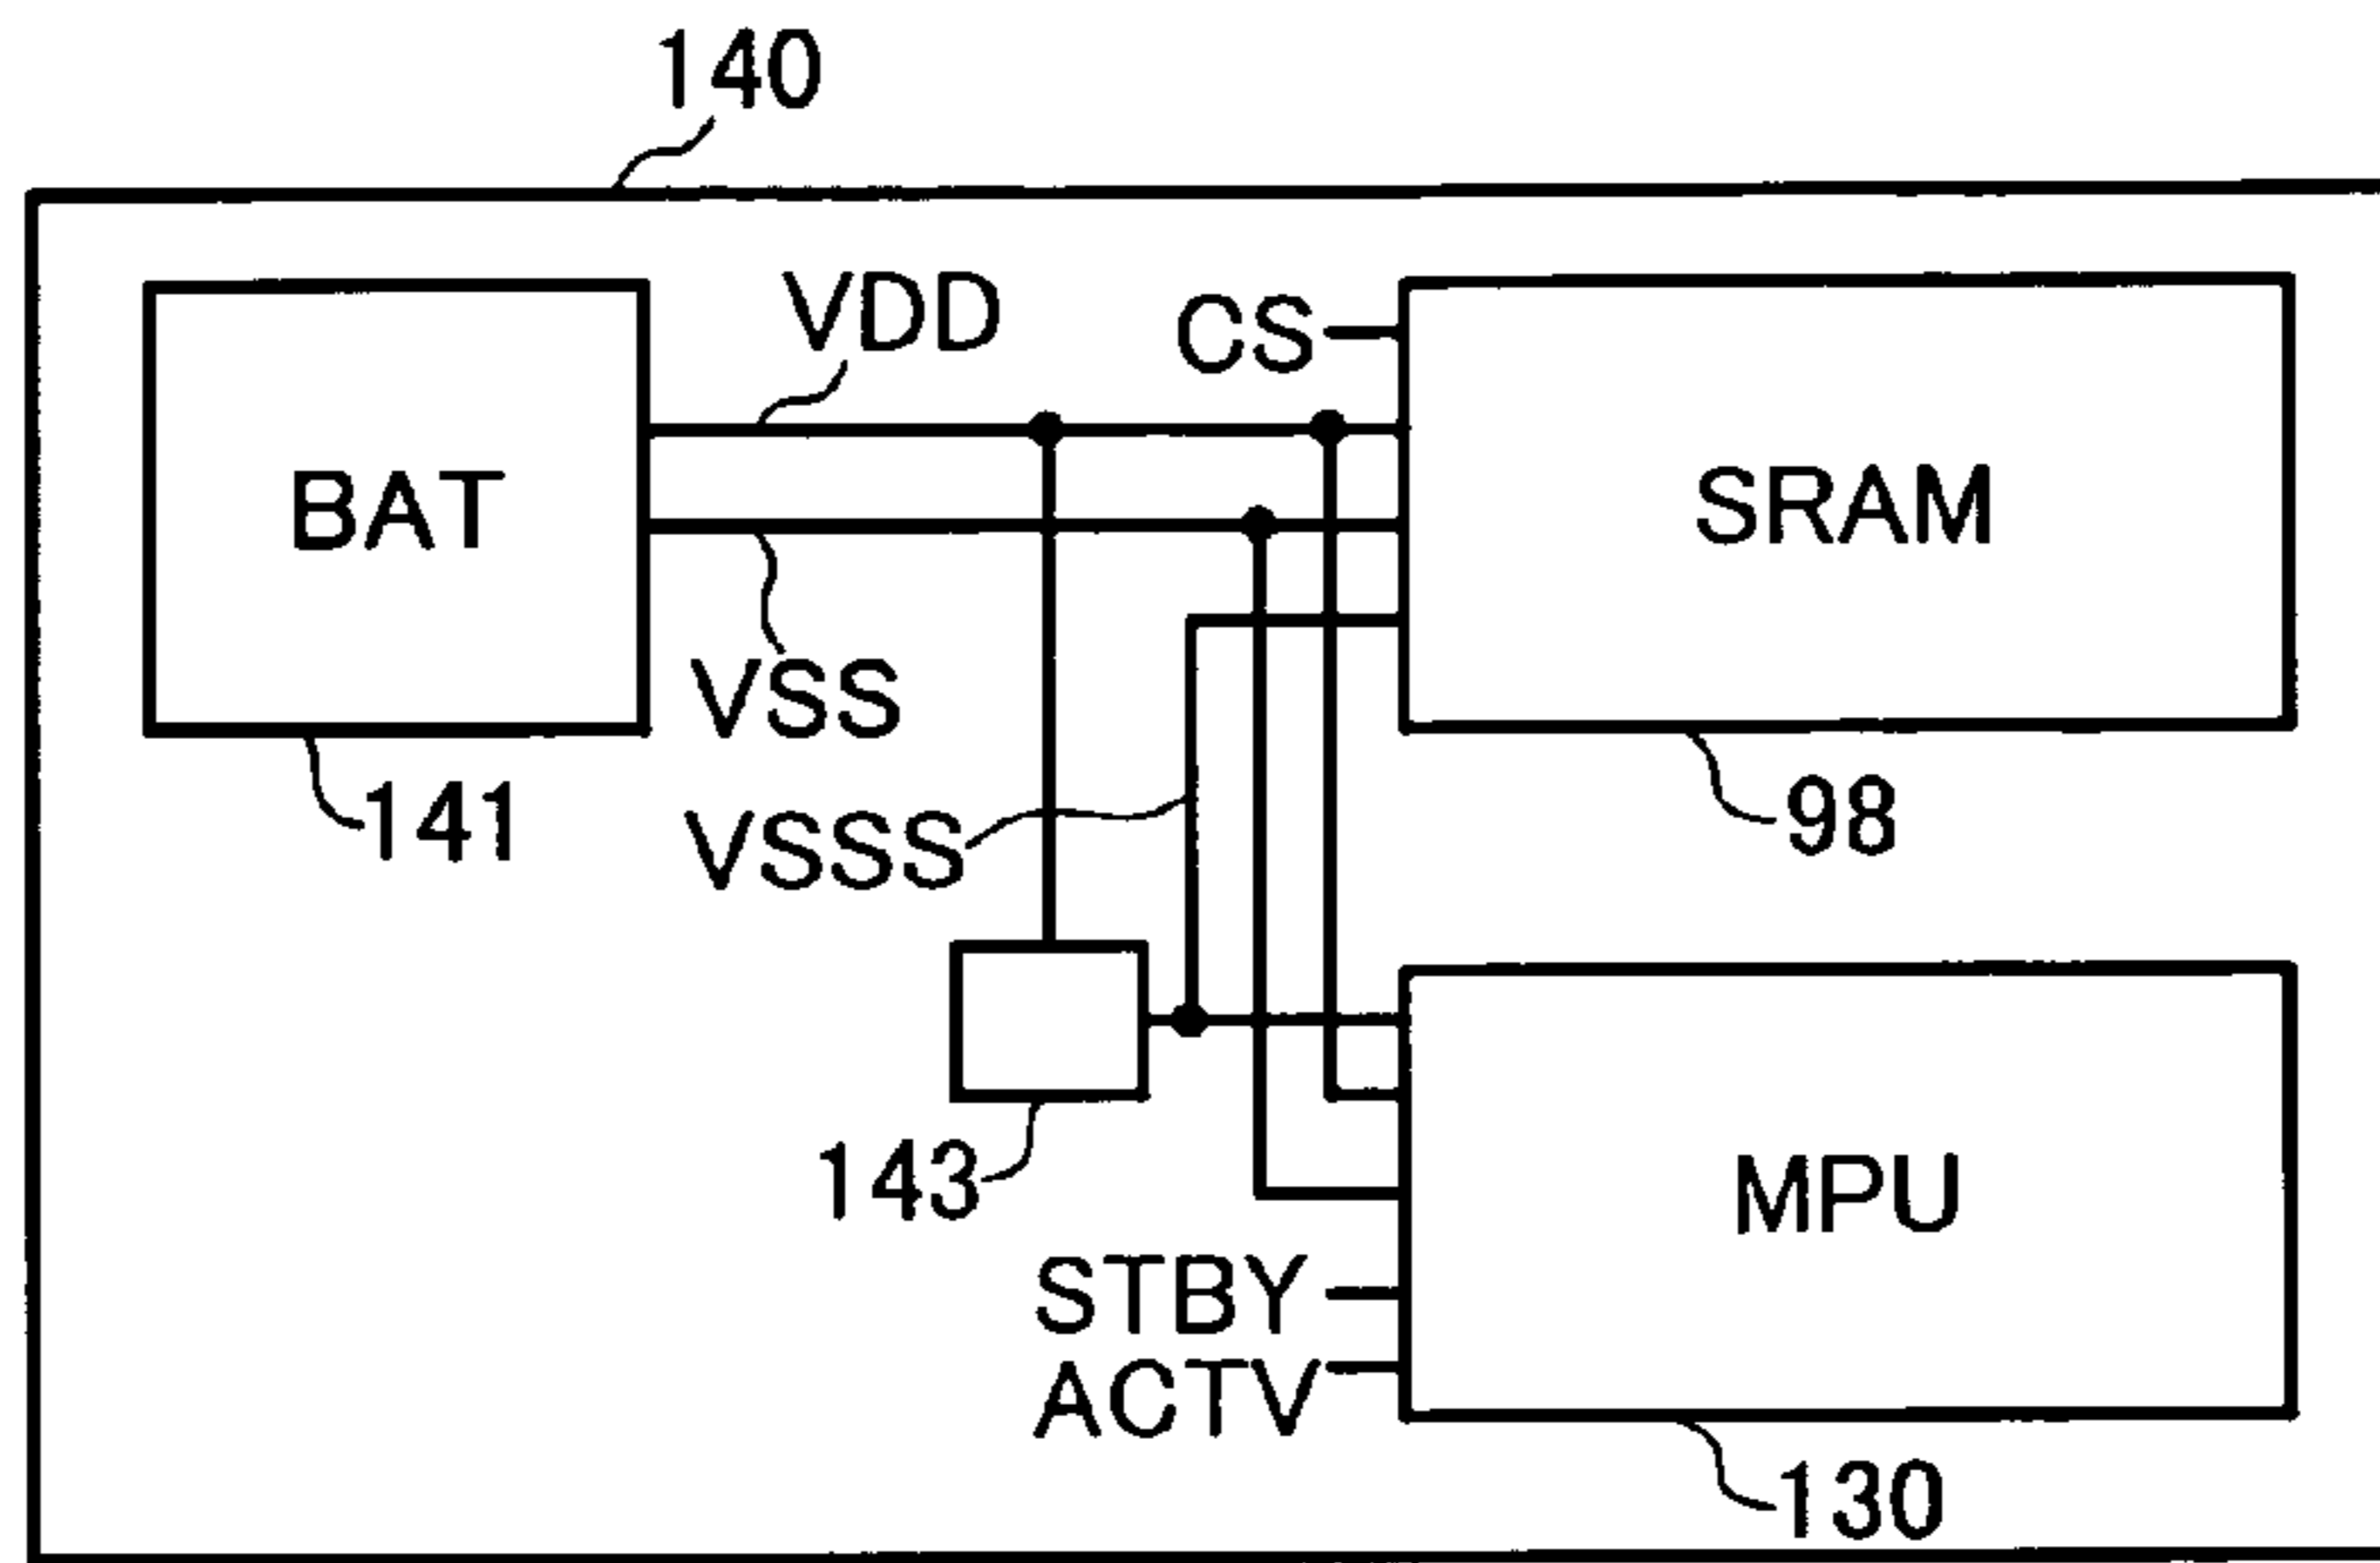 140
VDD
CS
BAT
SRAM
VSS
141
VSSS
98
143
MPU
STBY
ACTV
130